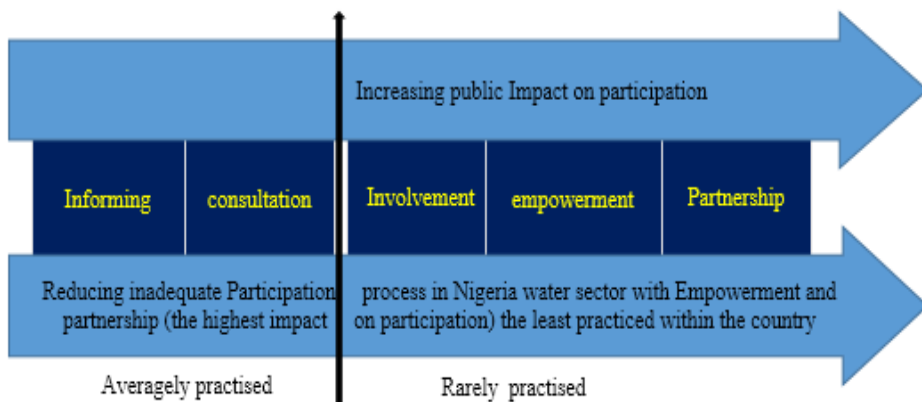 Increasing public Impact on participation
Informing consultation Involvement empowerment Partnership
Reducing inadequate Participation process in Nigeria water sector with Empowerment and
partnership (the highest impact on participation) the least practiced within the country
Averagely practised Rarely practised